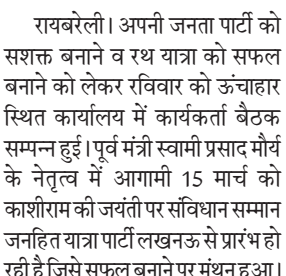 रायबरेली। अपनी जनता पार्टी को
सशक्त बनाने व रथ यात्रा को सफल
बनाने को लेकर रविवार को ऊंचाहार
स्थित कार्यालय में कार्यकर्ता बैठक
सम्पन्न हुई। पूर्व मंत्री स्वामी प्रसाद मौर्य
के नेतृत्व में आगामी 15 मार्च को
काशीराम की जयंती पर संविधान सम्मान
जनहित यात्रा पार्टी लखनऊ से प्रारंभ हो
रही है जिसे सफल बनाने पर मंथन हुआ।